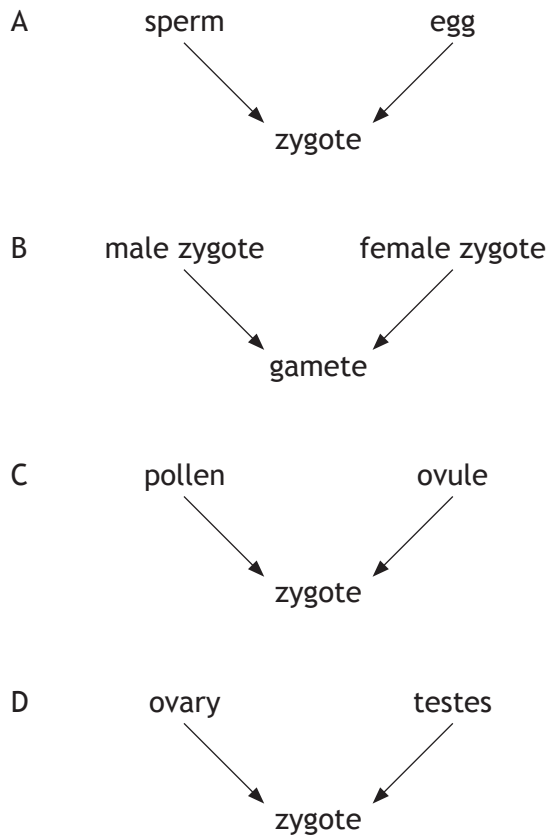 A sperm egg
zygote
B male zygote female zygote
gamete
C pollen ovule
zygote
D ovary testes
zygote